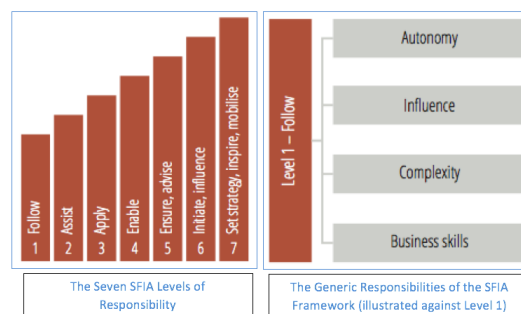 Follow
1
Assist
2
Apply
3
Enable
4
Ensure, advise
5
Initiate, influence
6
Set strategy, inspire, mobilise
7
The Seven SFIA Levels of
Responsibility
Level 1 – Follow
Autonomy
Influence
Complexity
Business skills
The Generic Responsibilities of the SFIA
Framework (illustrated against Level 1)